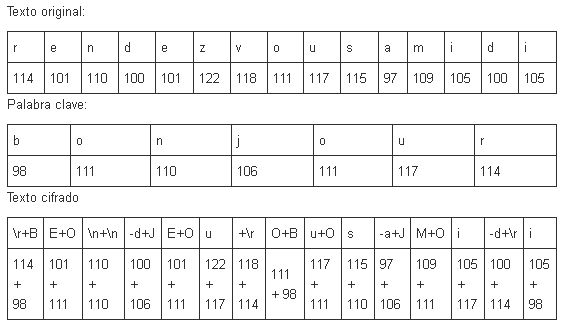 Texto original:
r e n d e z v o u s a m i d i
114 101 110 100 101 122 118 111 117 115 97 109 105 100 105
Palabra clave:
b o n j o u r
98 111 110 106 111 117 114
Texto cifrado
\r+B E+O \n+\n -d+J E+O u +\r O+B u+O s -a+J M+O i -d+\r i
114 + 98 101 + 111 110 + 110 100 + 106 101 + 111 122 + 117 118 + 114 111 + 98 117 + 111 115 + 110 97 + 106 109 + 111 105 + 117 100 + 114 105 + 98